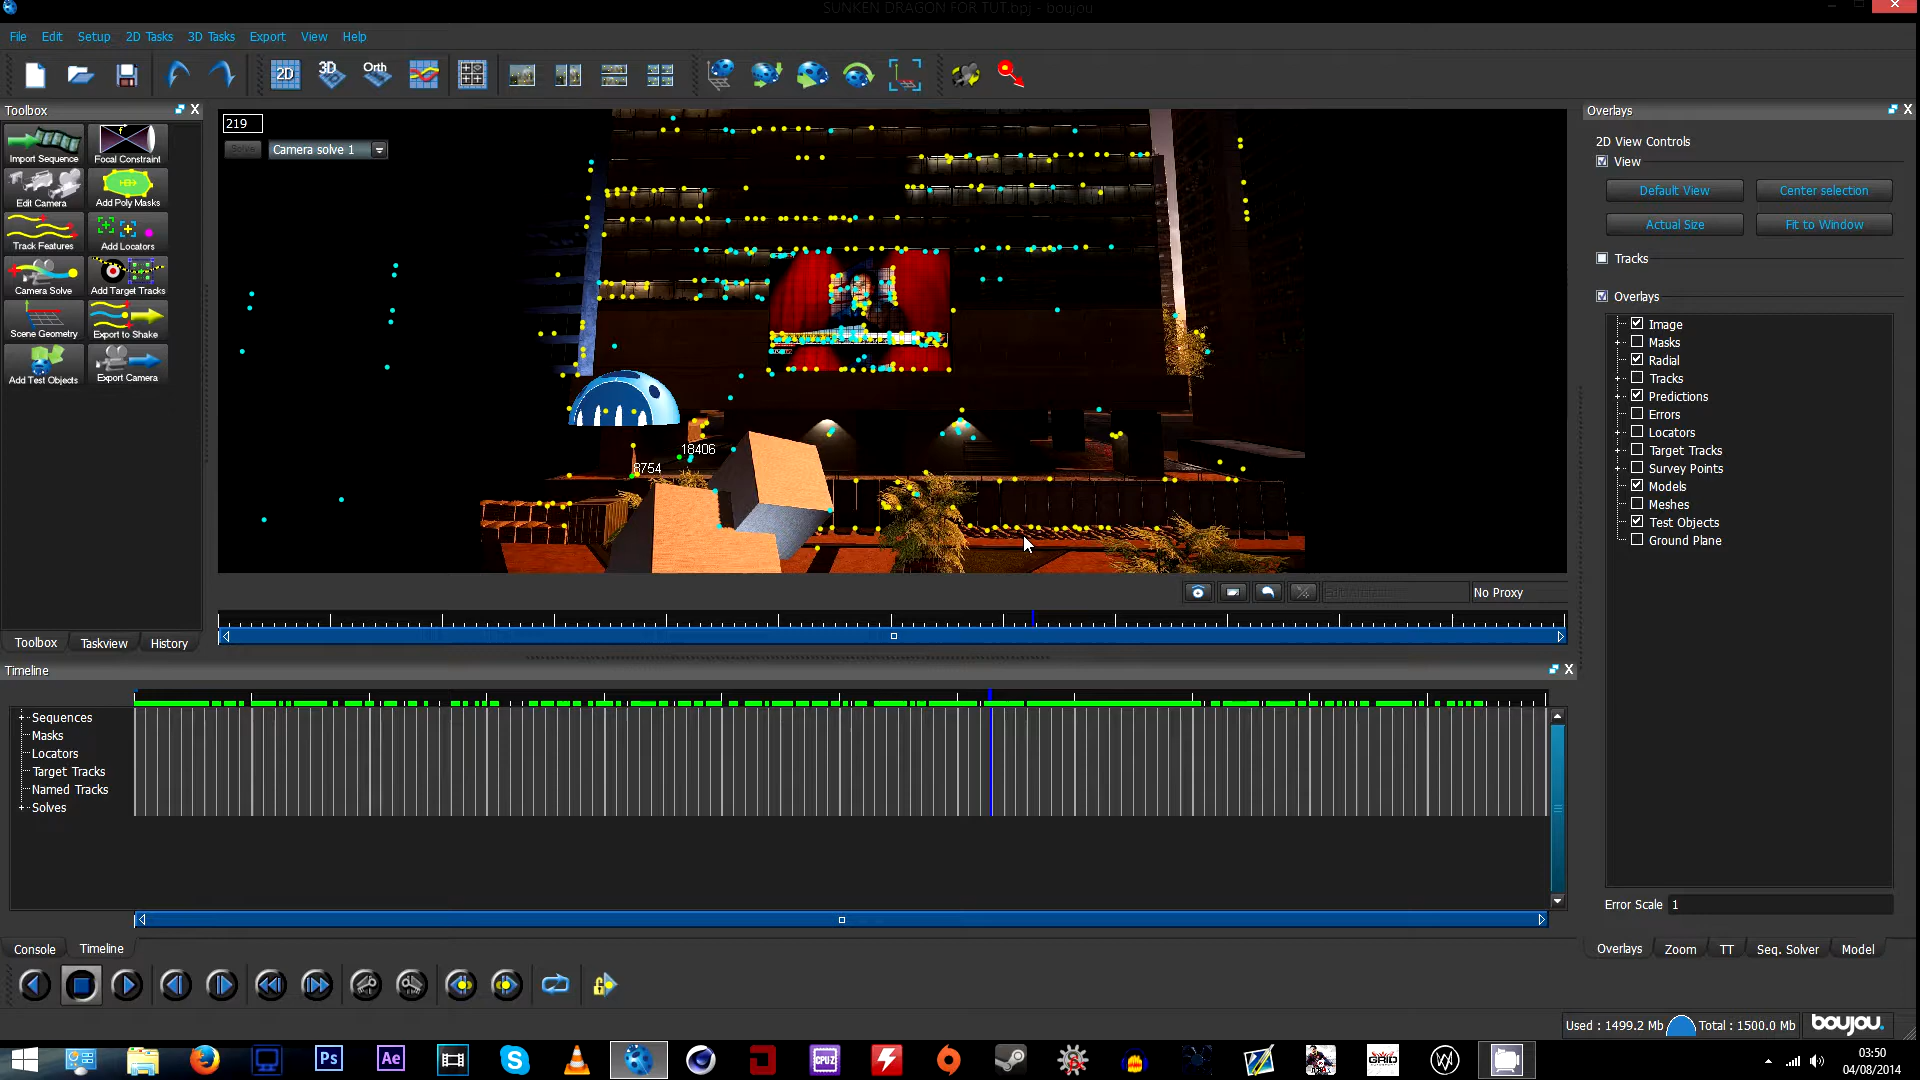 SUNKEN DRAGON FOR TUT.bpj - boujou
File Edit Setup 2D Tasks 3D Tasks Export View Help
2D 3D Orth
Toolbox X
Import Sequence Focal Constraint
Edit Camera Add Poly Masks
Track Features Add Locators
Camera Solve Add Target Tracks
Scene Geometry Export to Shake
Add Test Objects Export Camera
Toolbox Taskview History
219
Solve Camera solve 1
18406
8754
No Proxy
Overlays X
2D View Controls
View
Default View Center selection
Actual Size Fit to Window
Tracks
Overlays
Image
Masks
Radial
Tracks
Predictions
Errors
Locators
Target Tracks
Survey Points
Models
Meshes
Test Objects
Ground Plane
Error Scale 1
Overlays Zoom TT Seq. Solver Model
Timeline X
Sequences
Masks
Locators
Target Tracks
Named Tracks
Solves
Console Timeline
Used : 1499.2 Mb Total : 1500.0 Mb boujou.
Ps Ae CPUZ GRID
03:50
04/08/2014